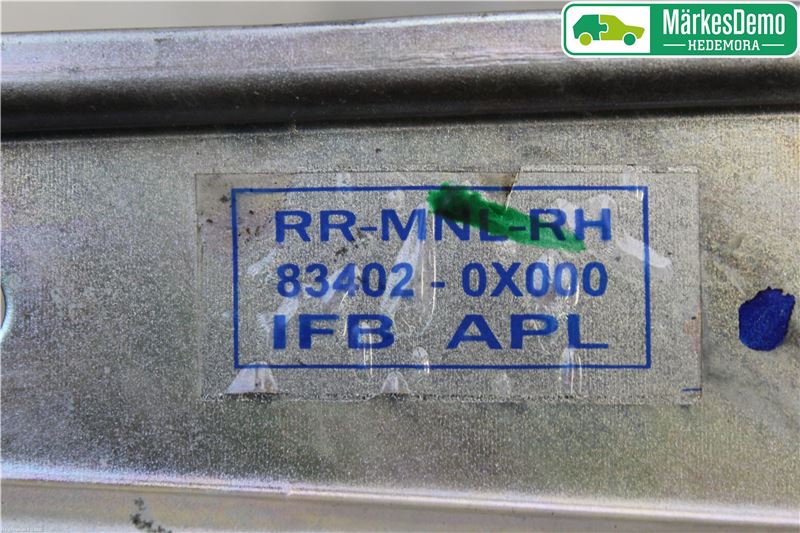 MärkesDemo
HEDEMORA
RR-MNL-RH
83402 - 0X000
IFB APL